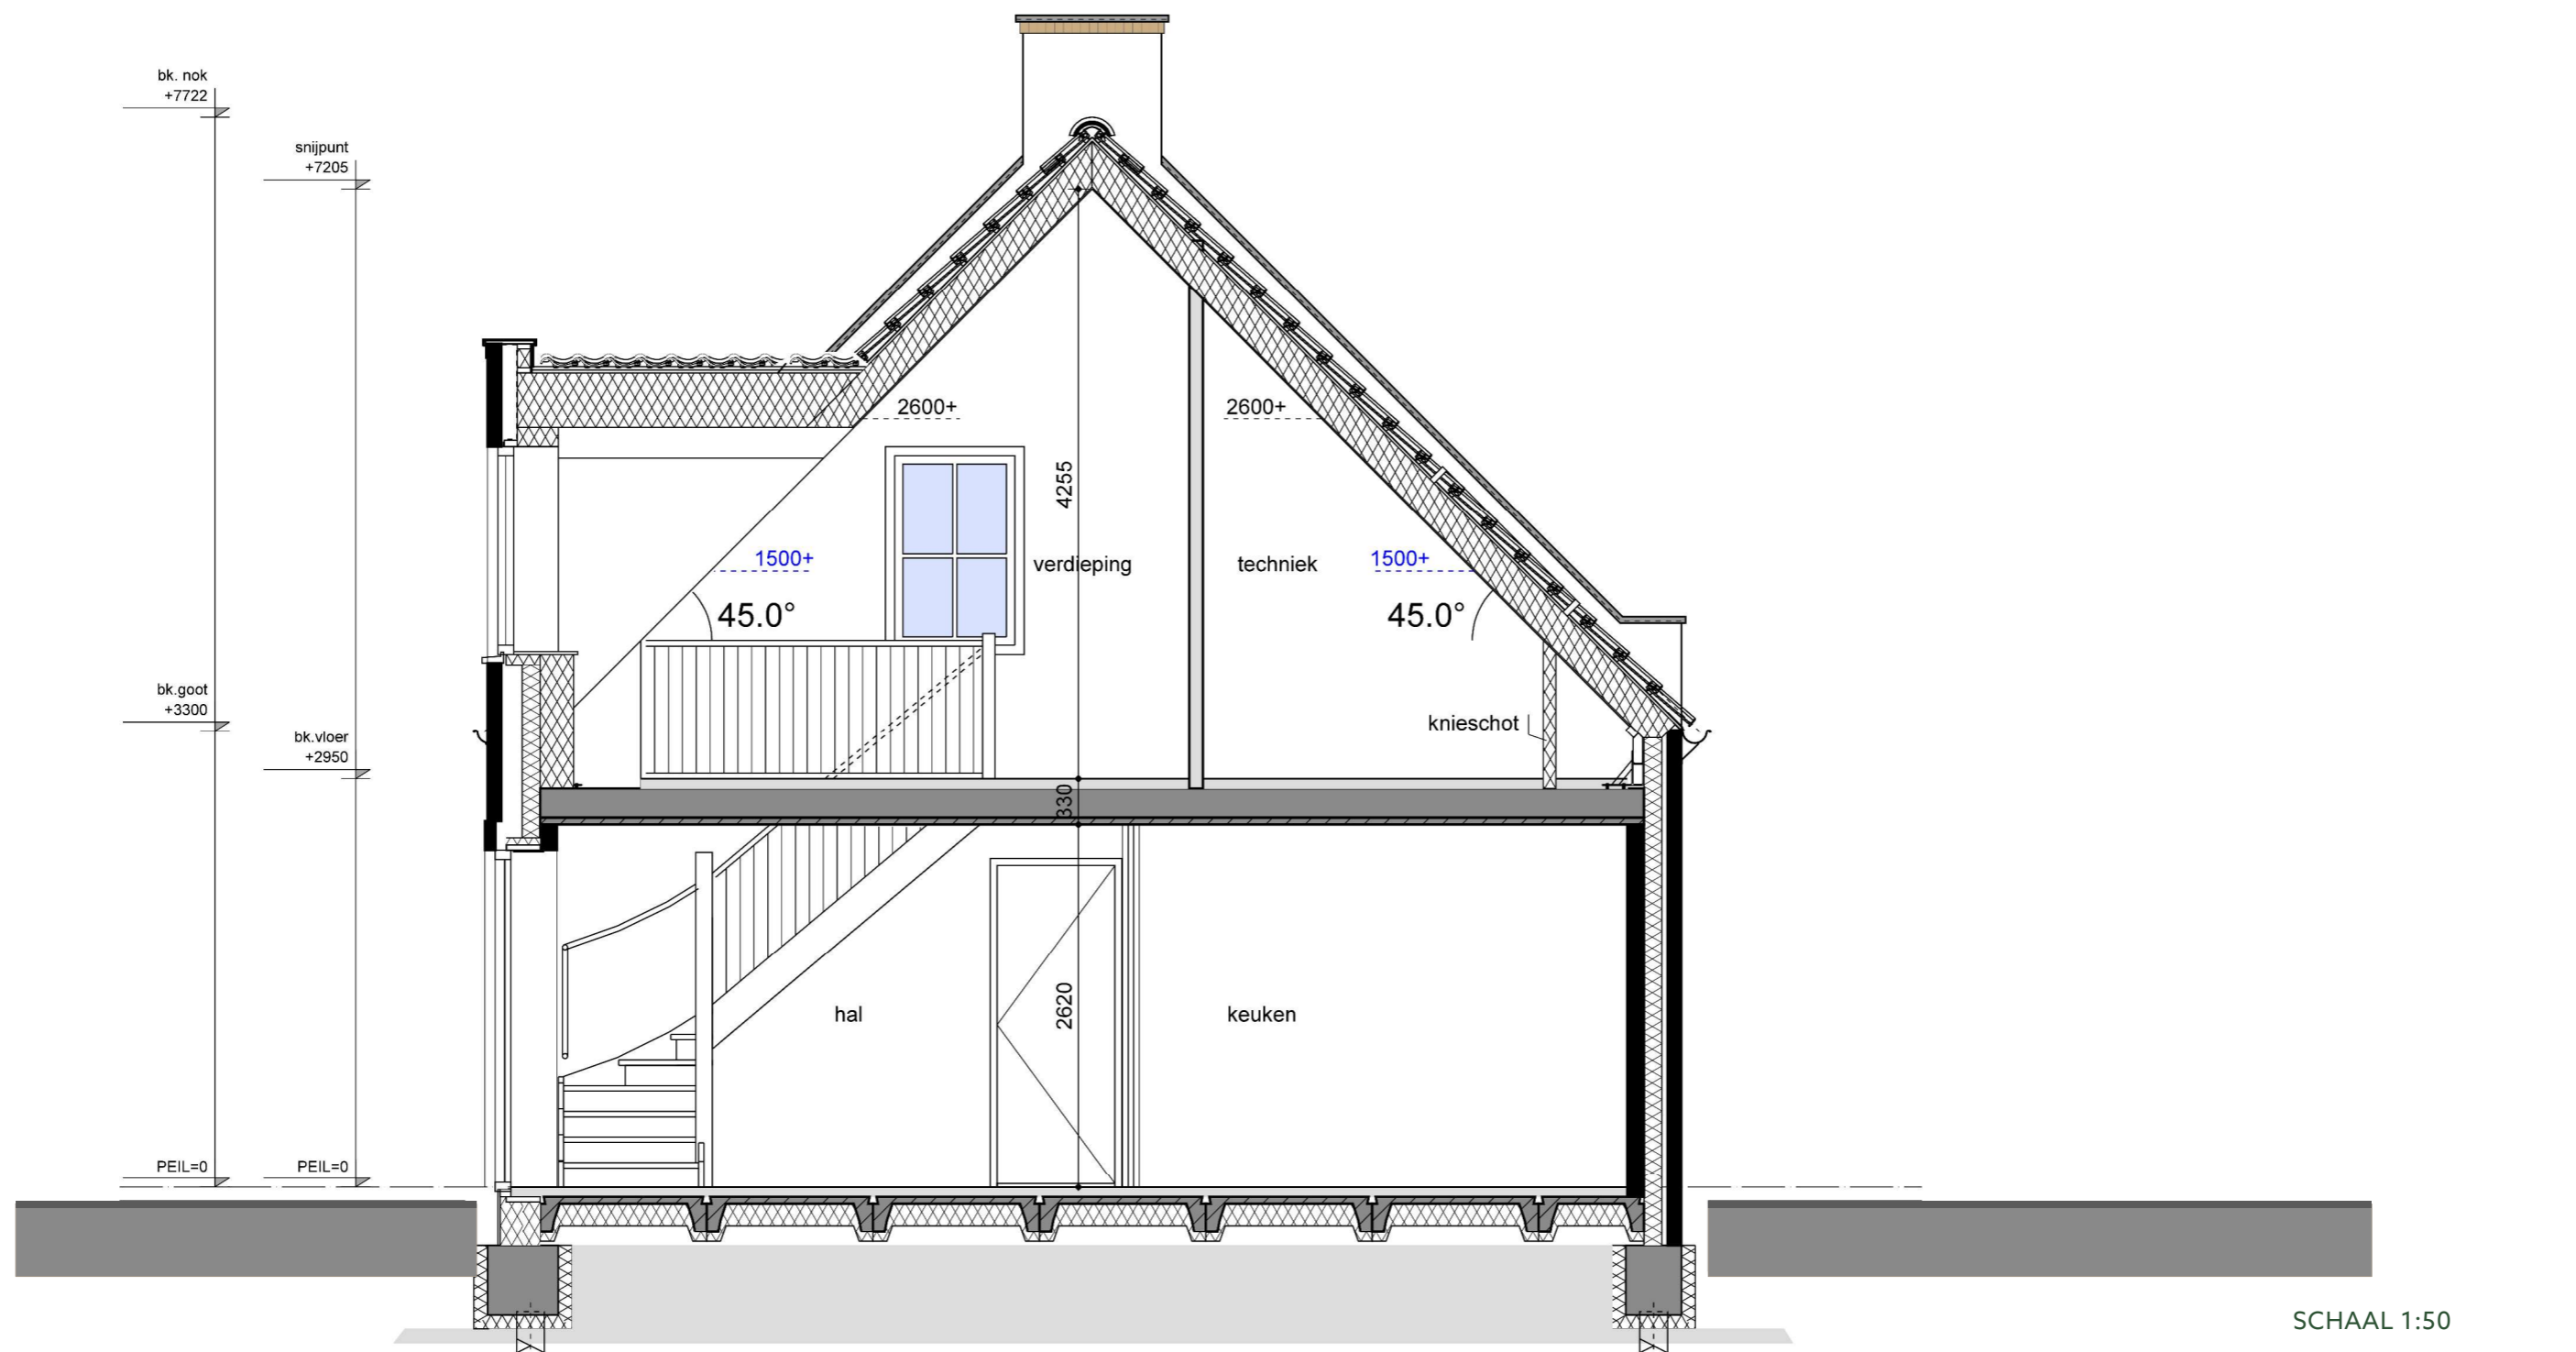 bk. nok
+7722
snijpunt
+7205
2600+
2600+
4255
1500+
verdieping
techniek
1500+
45.0°
45.0°
bk.goot
+3300
knieschot
bk.vloer
+2950
330
hal
2620
keuken
PEIL=0
PEIL=0
SCHAAL 1:50